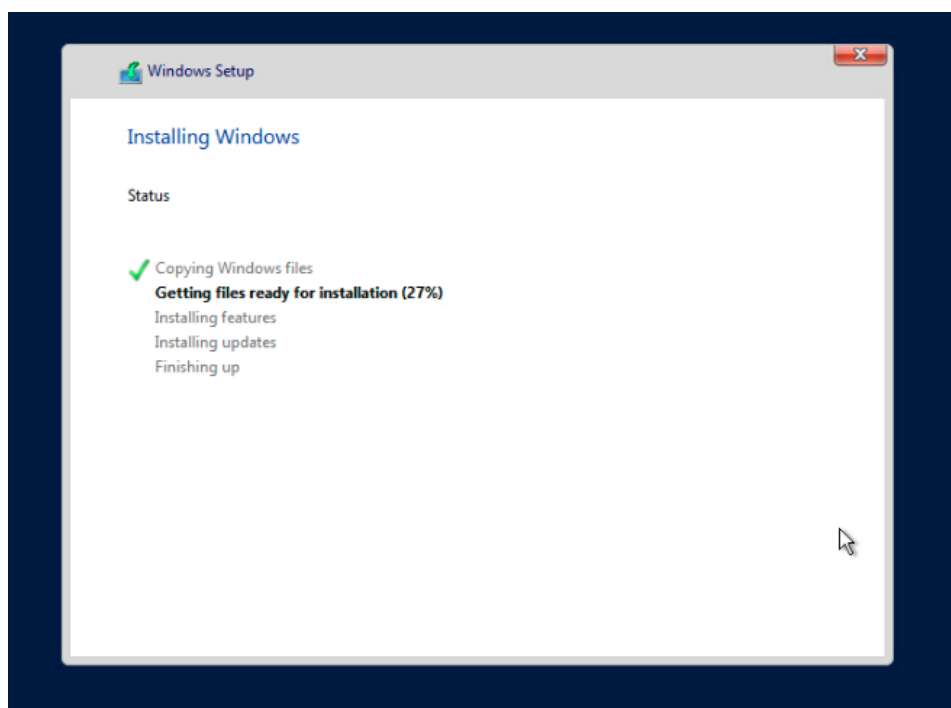 Windows Setup
Installing Windows
Status
Copying Windows files
Getting files ready for installation (27%)
Installing features
Installing updates
Finishing up